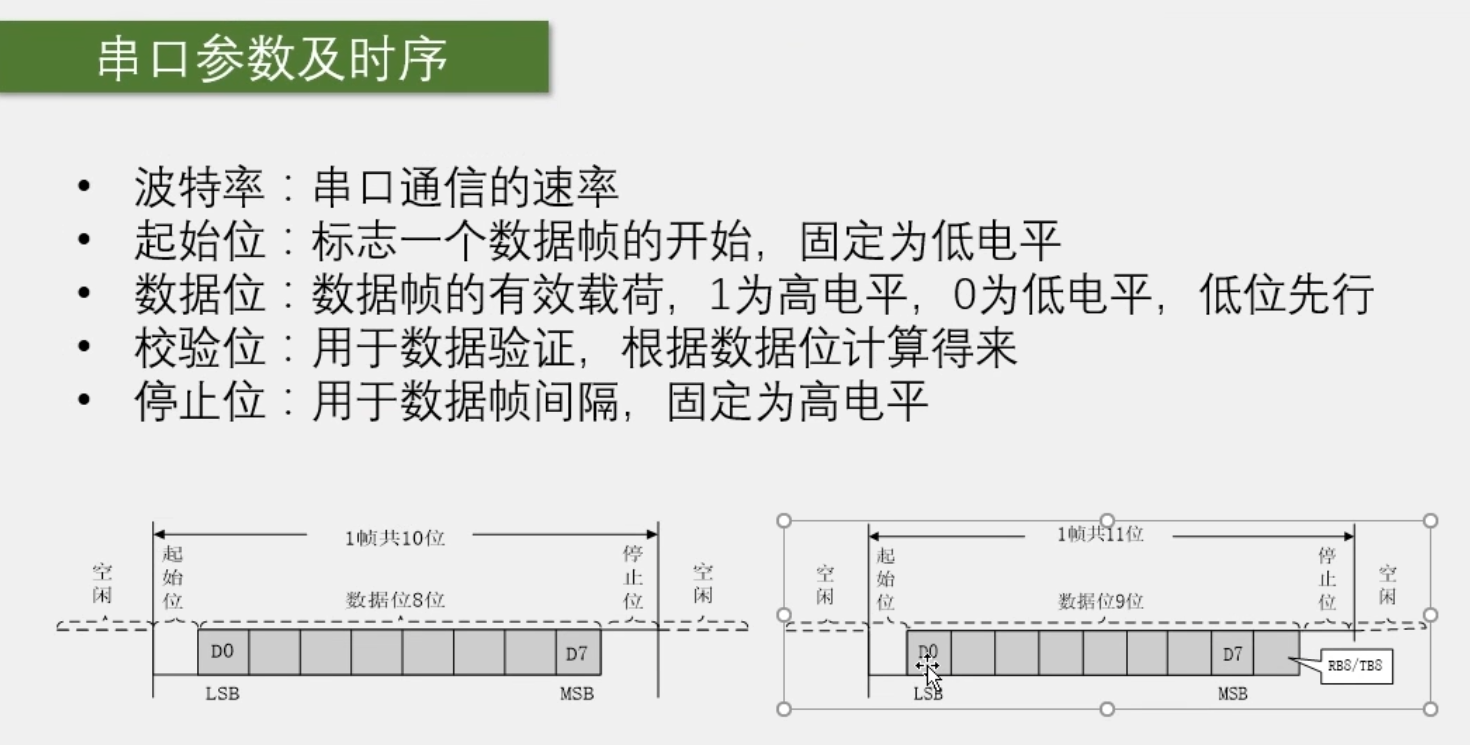 串口参数及时序
• 波特率：串口通信的速率
• 起始位：标志一个数据帧的开始，固定为低电平
• 数据位：数据帧的有效载荷，1为高电平，0为低电平，低位先行
• 校验位：用于数据验证，根据数据位计算得来
• 停止位：用于数据帧间隔，固定为高电平
1帧共10位
空闲
起始位
数据位8位
停止位
空闲
D0
D7
LSB
MSB
1帧共11位
空闲
起始位
数据位9位
停止位
空闲
D0
D7
RB8/TB8
LSB
MSB